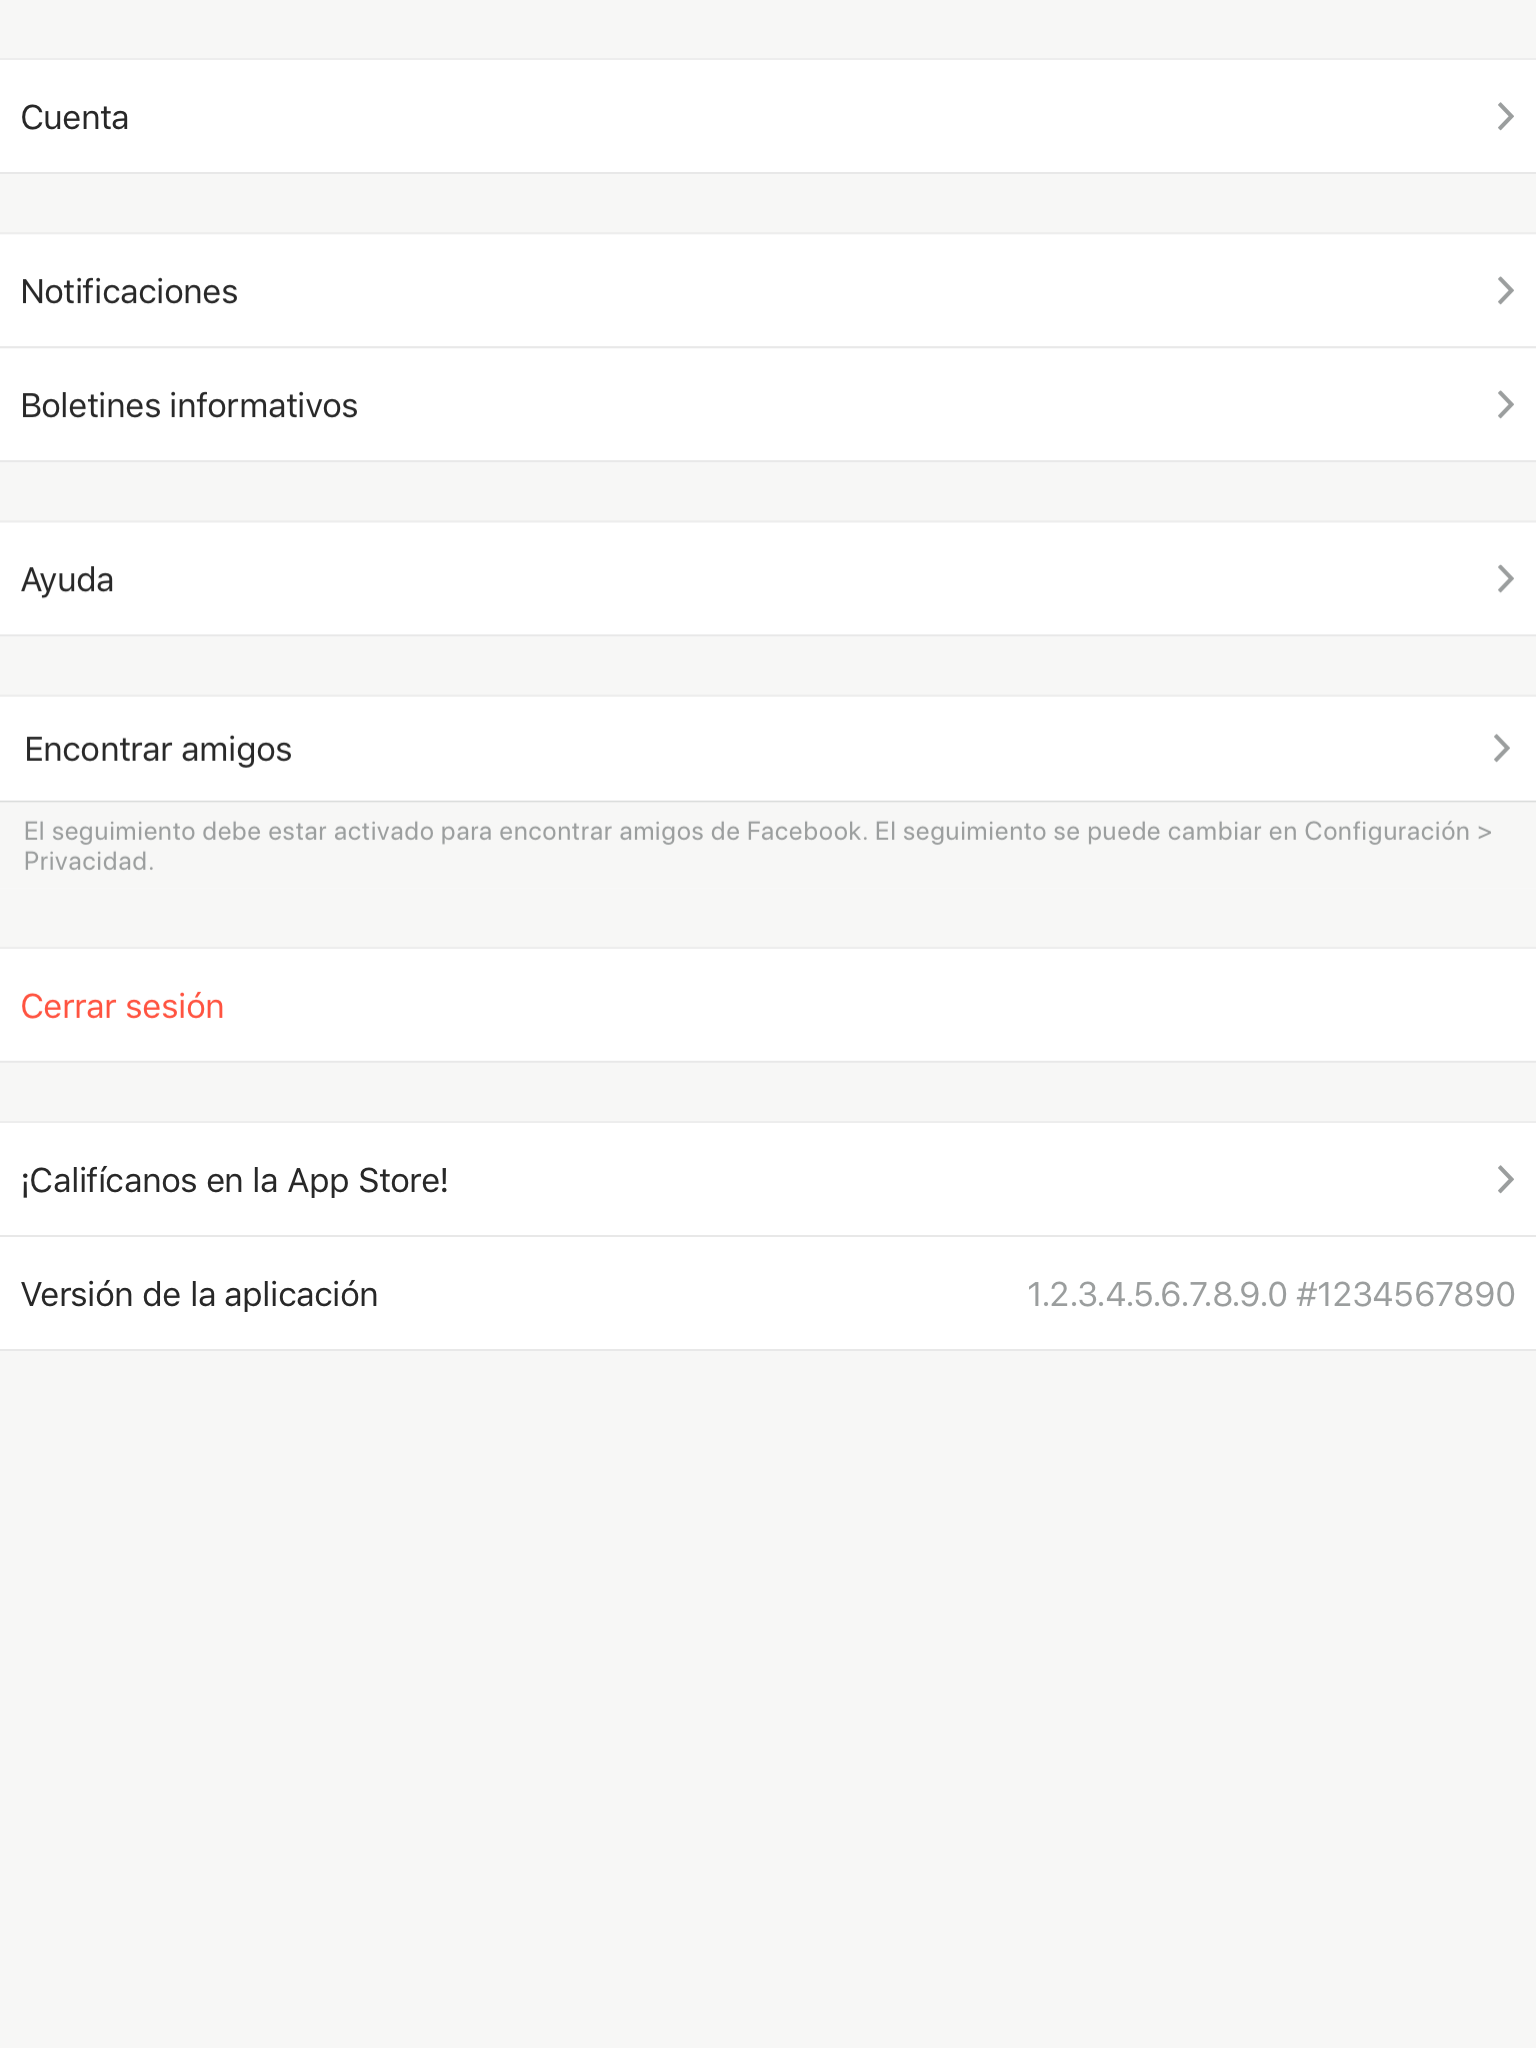 Cuenta
Notificaciones
Boletines informativos
Ayuda
Encontrar amigos
El seguimiento debe estar activado para encontrar amigos de Facebook. El seguimiento se puede cambiar en Configuración >
Privacidad.
Cerrar sesión
¡Califícanos en la App Store!
Versión de la aplicación 1.2.3.4.5.6.7.8.9.0 #1234567890